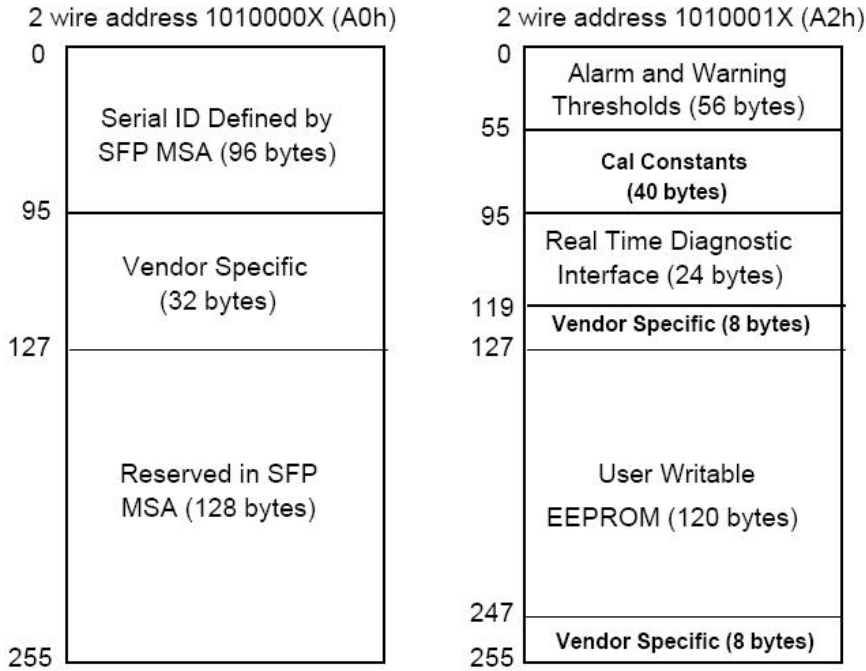 2 wire address 1010000X (A0h)
0
Serial ID Defined by
SFP MSA (96 bytes)
95
Vendor Specific
(32 bytes)
127
Reserved in SFP
MSA (128 bytes)
255
2 wire address 1010001X (A2h)
0
Alarm and Warning
Thresholds (56 bytes)
55
Cal Constants
(40 bytes)
95
Real Time Diagnostic
Interface (24 bytes)
119
Vendor Specific (8 bytes)
127
User Writable
EEPROM (120 bytes)
247
Vendor Specific (8 bytes)
255